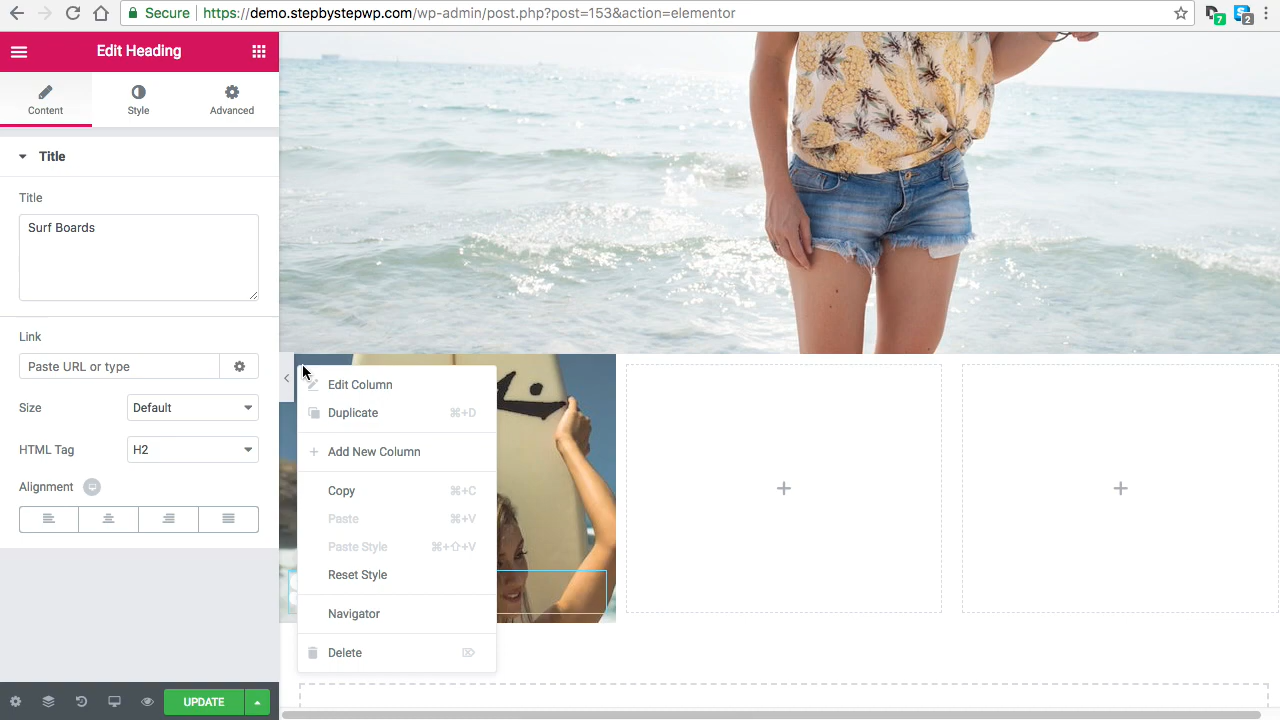 Secure
https://demo.stepbystepwp.com/wp-admin/post.php?post=153&action=elementor
7
2
Edit Heading
Content
Style
Advanced
Title
Title
Surf Boards
Link
Paste URL or type
Size
Default
HTML Tag
H2
Alignment
UPDATE
Edit Column
Duplicate ⌘+D
Add New Column
Copy ⌘+C
Paste ⌘+V
Paste Style ⌘+⇧+V
Reset Style
Navigator
Delete ⌦